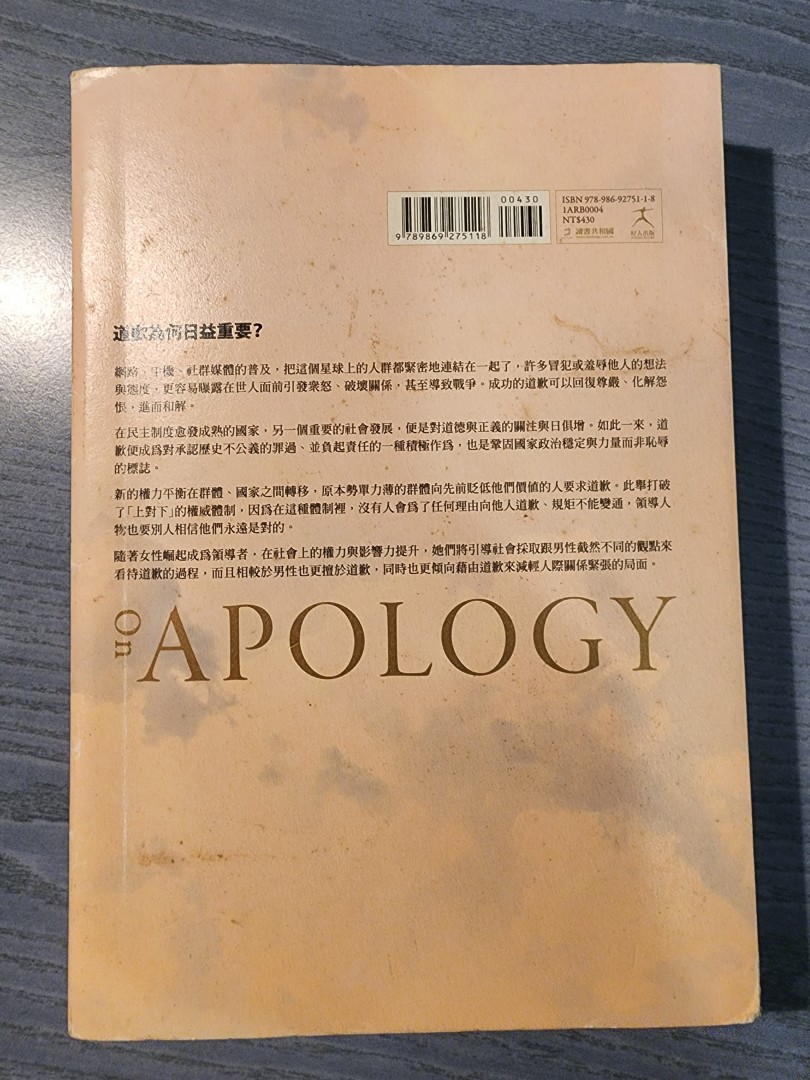 00430
9 789869 275118
ISBN 978-986-92751-1-8
1ARB0004
NT$430
讀書共和國
好人出版
道歉為何日益重要？
網路、手機、社群媒體的普及，把這個星球上的人群都緊密地連結在一起了，許多冒犯或羞辱他人的想法
與態度，更容易曝露在世人面前引發眾怒、破壞關係，甚至導致戰爭。成功的道歉可以回復尊嚴、化解怨
恨，進而和解。
在民主制度愈發成熟的國家，另一個重要的社會發展，便是對道德與正義的關注與日俱增。如此一來，道
歉便成為對承認歷史不公義的罪過、並負起責任的一種積極作為，也是鞏固國家政治穩定與力量而非恥辱
的標誌。
新的權力平衡在群體、國家之間轉移，原本勢單力薄的群體向先前貶低他們價值的人要求道歉。此舉打破
了「上對下」的權威體制，因為在這種體制裡，沒有人會為了任何理由向他人道歉、規矩不能變通，領導人
物也要別人相信他們永遠是對的。
隨著女性崛起成為領導者，在社會上的權力與影響力提升，她們將引導社會採取跟男性截然不同的觀點來
看待道歉的過程，而且相較於男性也更擅於道歉，同時也更傾向藉由道歉來減輕人際關係緊張的局面。
On APOLOGY